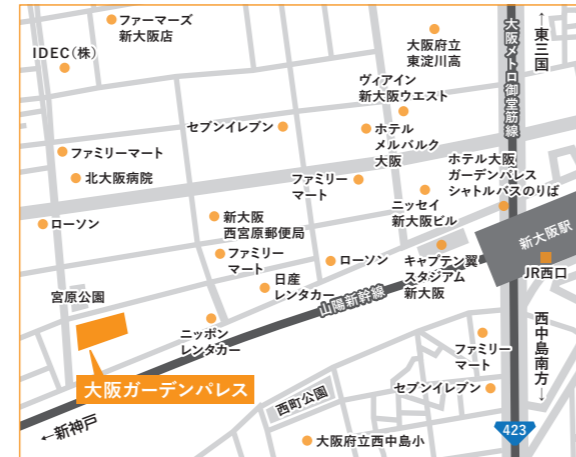 ファーマーズ
新大阪店
IDEC(株)
大阪府立
東淀川高
大阪メトロ御堂筋線
←東三国
ヴィアイン
新大阪ウエスト
セブンイレブン
ホテル
メルパルク
大阪
ファミリーマート
北大阪病院
ファミリー
マート
ホテル大阪
ガーデンパレス
シャトルバスのりば
ニッセイ
新大阪ビル
ローソン
新大阪
西宮原郵便局
ファミリー
マート
ローソン
キャプテン翼
スタジアム
新大阪
新大阪駅
JR西口
日産
レンタカー
山陽新幹線
宮原公園
ニッポン
レンタカー
ファミリー
マート
西中島南方→
大阪ガーデンパレス
西町公園
セブンイレブン
←新神戸
大阪府立西中島小
423